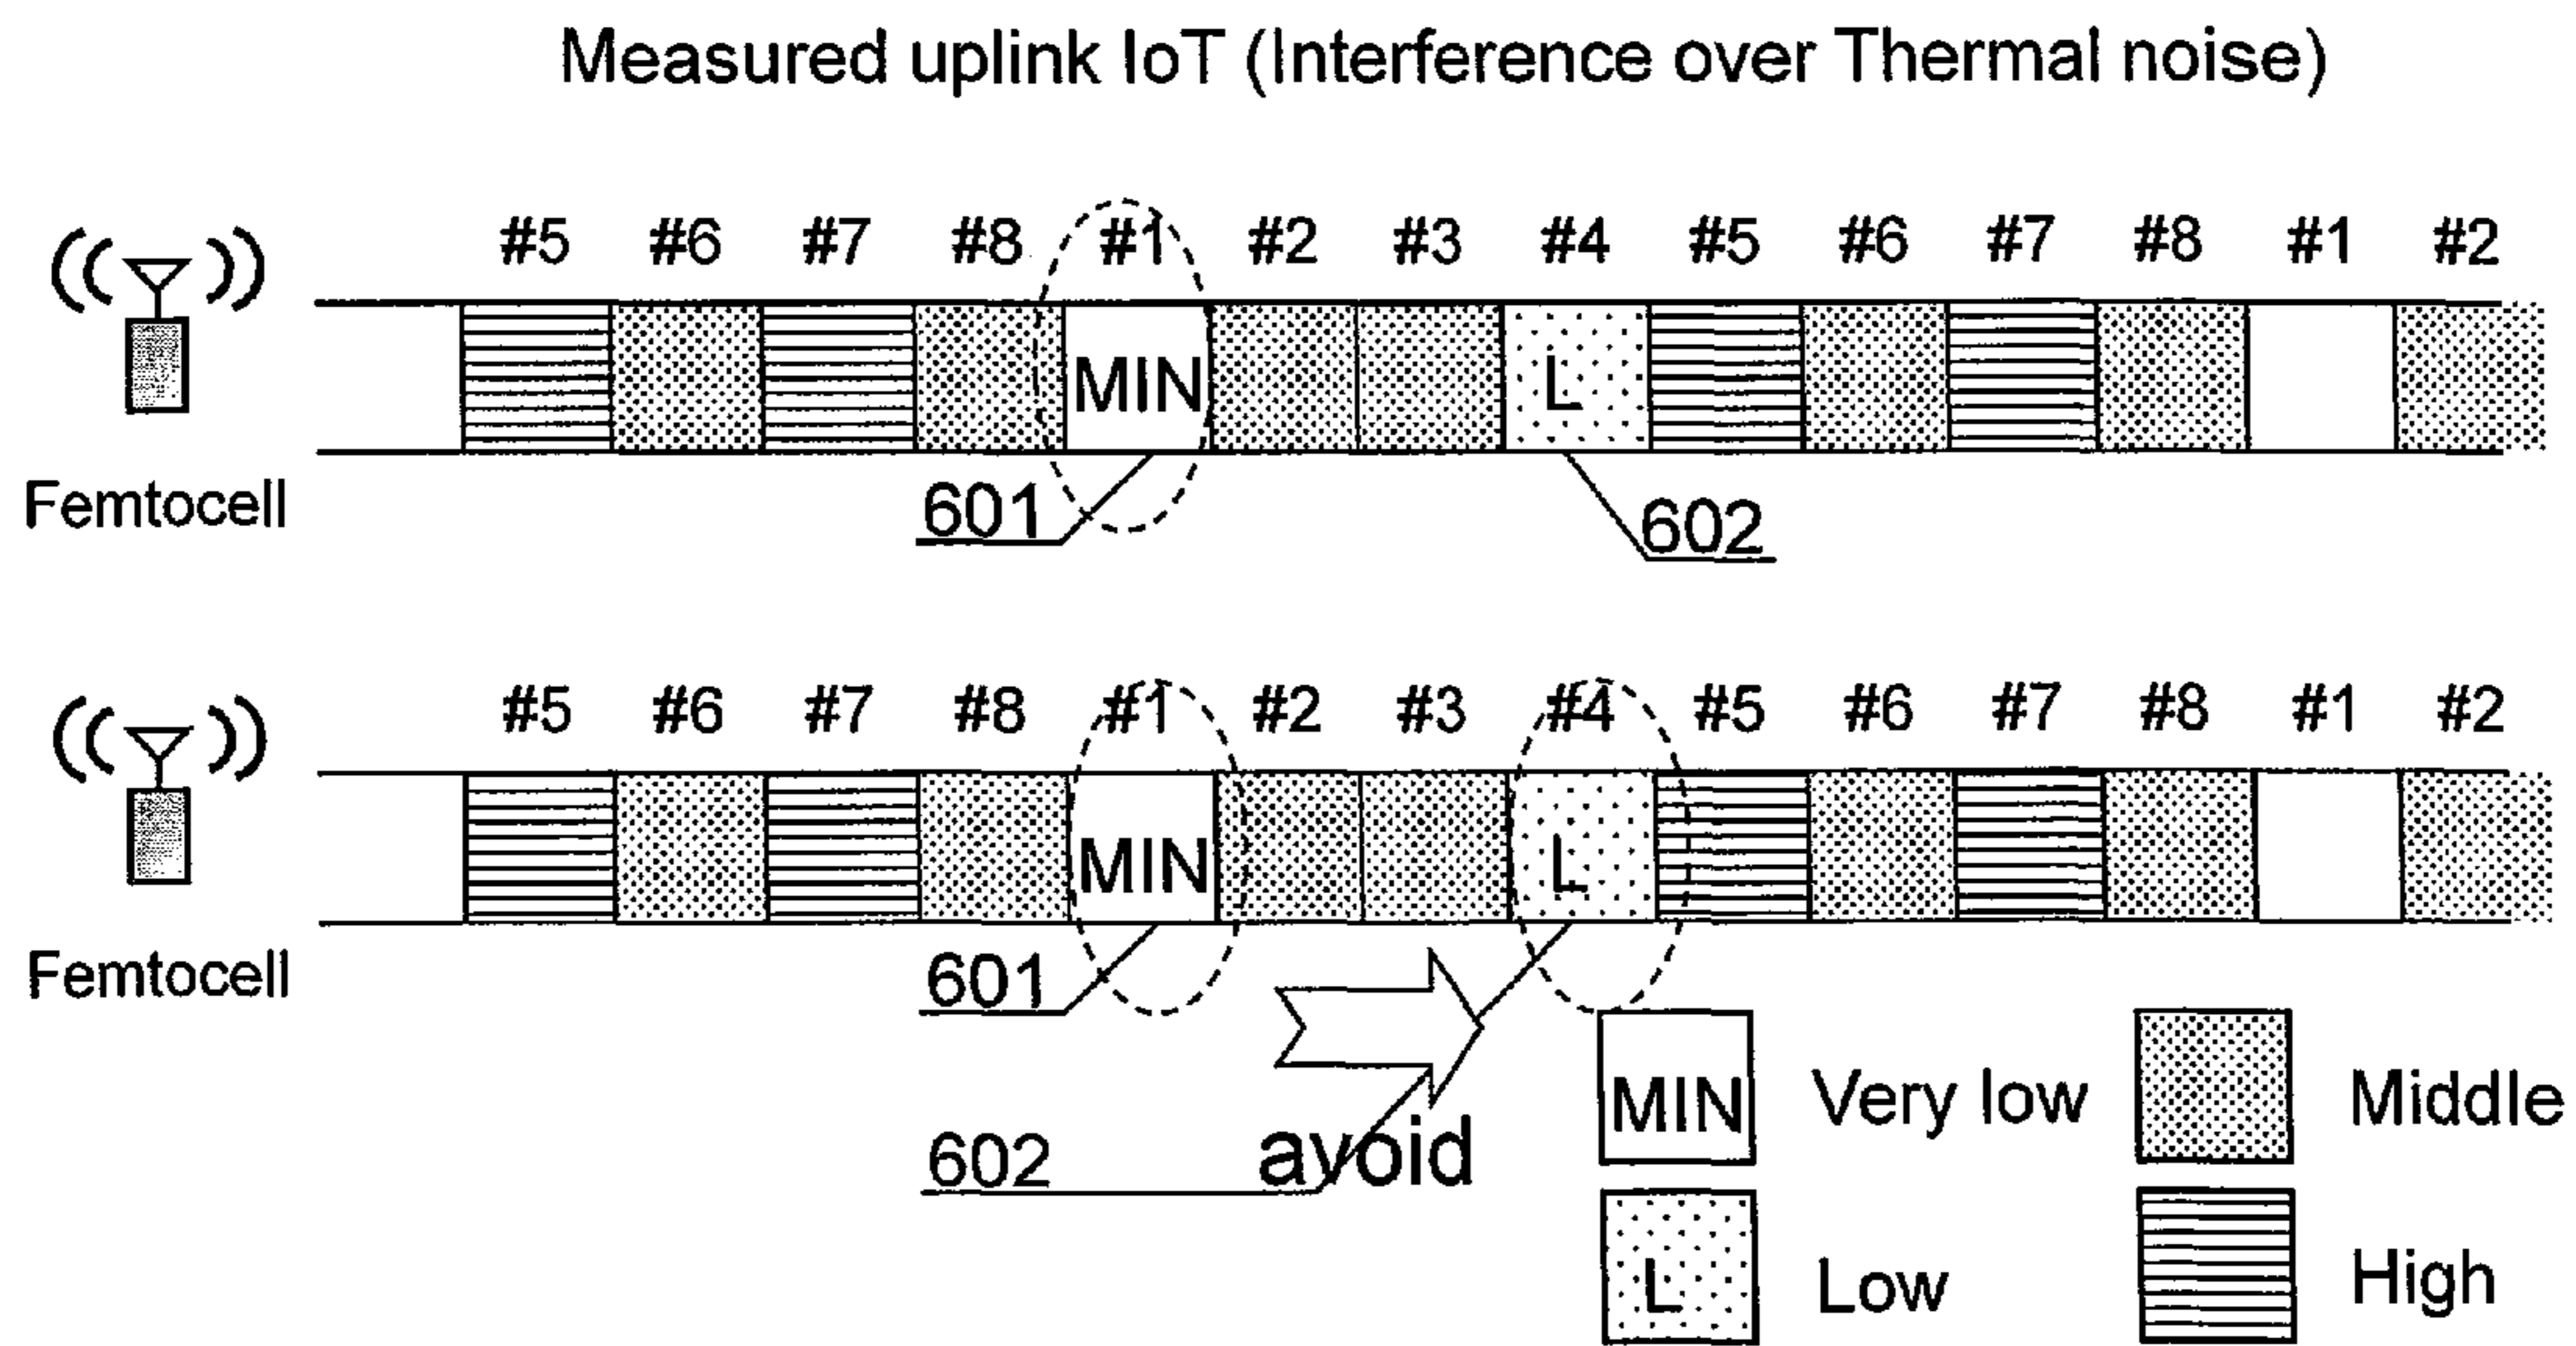 Measured uplink IoT (Interference over Thermal noise)
#5 #6 #7 #8 #1 #2 #3 #4 #5 #6 #7 #8 #1 #2
MIN L
Femtocell
601
602
#5 #6 #7 #8 #1 #2 #3 #4 #5 #6 #7 #8 #1 #2
MIN L
Femtocell
601
602 avoid
MIN Very low Middle
L Low High